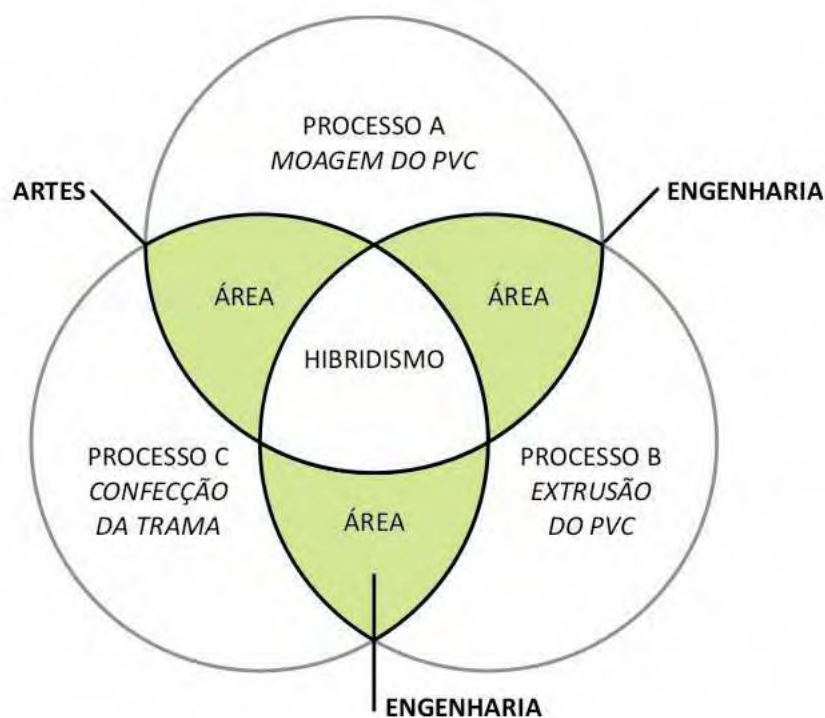 PROCESSO A
MOAGEM DO PVC
ARTES
ENGENHARIA
ÁREA
ÁREA
HIBRIDISMO
PROCESSO C
CONFECÇÃO
DA TRAMA
PROCESSO B
EXTRUSÃO
DO PVC
ÁREA
ENGENHARIA